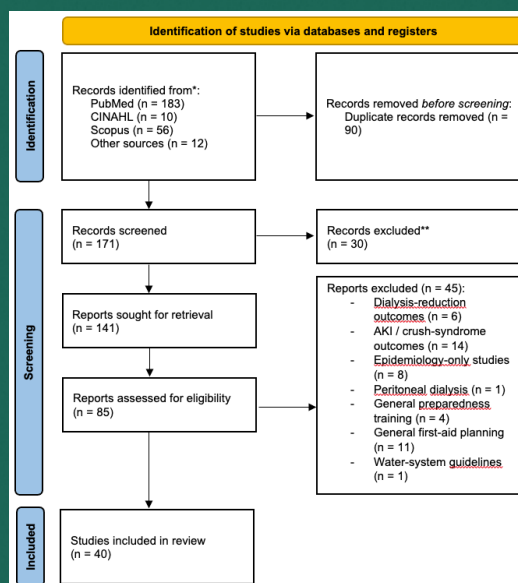 Identification of studies via databases and registers
Identification
Records identified from*:
PubMed (n = 183)
CINAHL (n = 10)
Scopus (n = 56)
Other sources (n = 12)
Records removed before screening:
Duplicate records removed (n =
90)
Screening
Records screened
(n = 171)
Records excluded**
(n = 30)
Reports sought for retrieval
(n = 141)
Reports assessed for eligibility
(n = 85)
Reports excluded (n = 45):
- Dialysis-reduction
outcomes (n = 6)
- AKI / crush-syndrome
outcomes (n = 14)
- Epidemiology-only studies
(n = 8)
- Peritoneal dialysis (n = 1)
- General preparedness
training (n = 4)
- General first-aid planning
(n = 11)
- Water-system guidelines
(n = 1)
Included
Studies included in review
(n = 40)